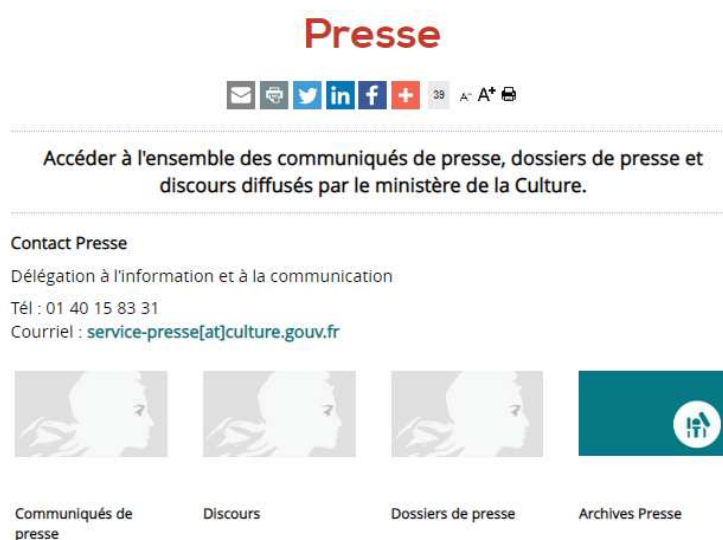 Presse
in f + 39 A- A+
Accéder à l'ensemble des communiqués de presse, dossiers de presse et
discours diffusés par le ministère de la Culture.
Contact Presse
Délégation à l'information et à la communication
Tél : 01 40 15 83 31
Courriel : service-presse[at]culture.gouv.fr
Communiqués de
presse
Discours
Dossiers de presse
Archives Presse